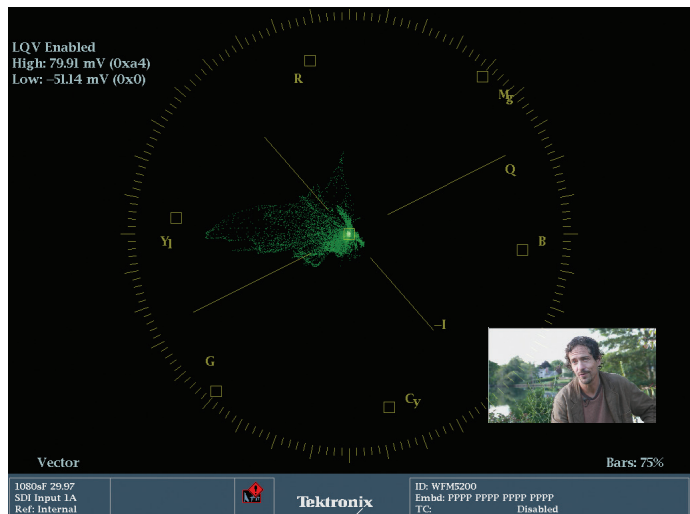 LQV Enabled
High: 79.91 mV (0xa4)
Low: −51.14 mV (0x0)
R
Mg
Q
Yl
B
−I
G
Cy
Vector
Bars: 75%
1080sF 29.97
SDI Input 1A
Ref: Internal
Tektronix
ID: WFM5200
Embd: PPPP PPPP PPPP PPPP
TC: Disabled